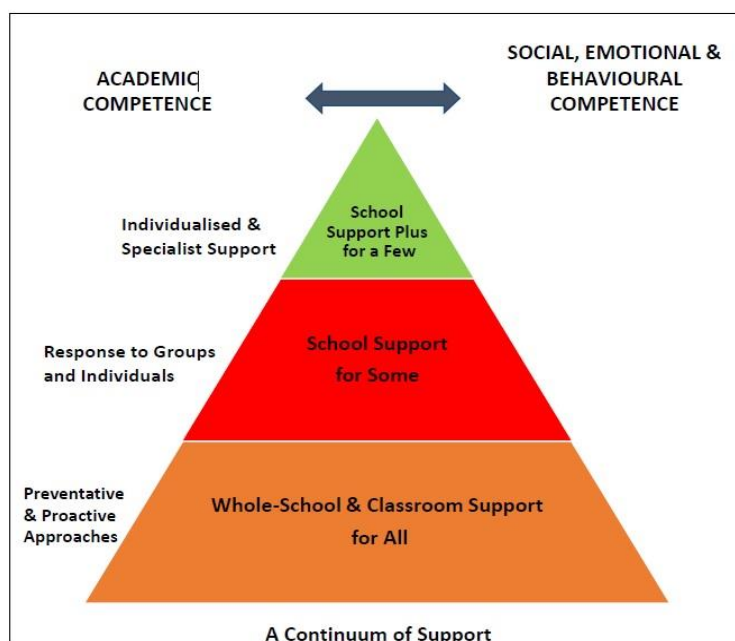 ACADEMIC
COMPETENCE
SOCIAL, EMOTIONAL &
BEHAVIOURAL
COMPETENCE
Individualised &
Specialist Support
School
Support Plus
for a Few
Response to Groups
and Individuals
School Support
for Some
Preventative
& Proactive
Approaches
Whole-School & Classroom Support
for All
A Continuum of Support